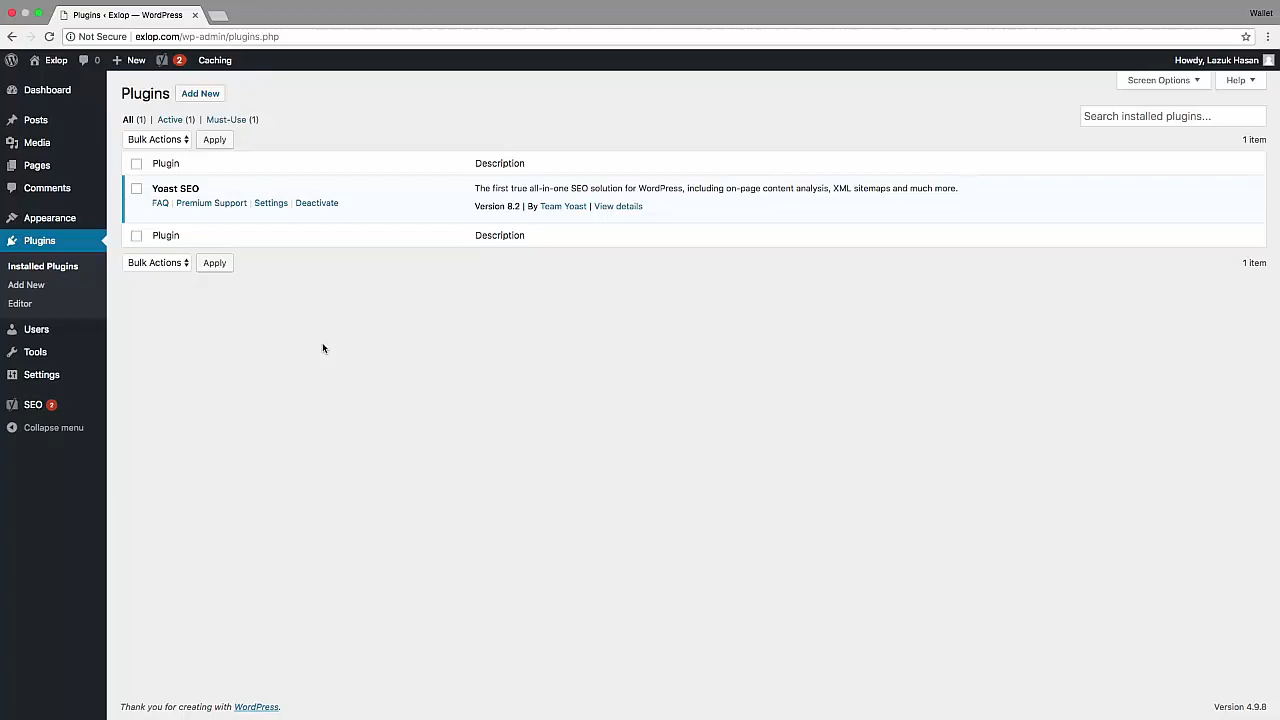 Plugins ‹ Exlop — WordPress ×
Wallet
Not Secure | exlop.com/wp-admin/plugins.php
Exlop 0 + New 2 Caching
Howdy, Lazuk Hasan
Dashboard
Posts
Media
Pages
Comments
Appearance
Plugins
Installed Plugins
Add New
Editor
Users
Tools
Settings
SEO 2
Collapse menu
Screen Options Help
Plugins Add New
All (1) | Active (1) | Must-Use (1)
Search installed plugins...
Bulk Actions Apply
1 item
Plugin Description
Yoast SEO The first true all-in-one SEO solution for WordPress, including on-page content analysis, XML sitemaps and much more.
FAQ | Premium Support | Settings | Deactivate
Version 8.2 | By Team Yoast | View details
Plugin Description
Bulk Actions Apply
1 item
Thank you for creating with WordPress.
Version 4.9.8